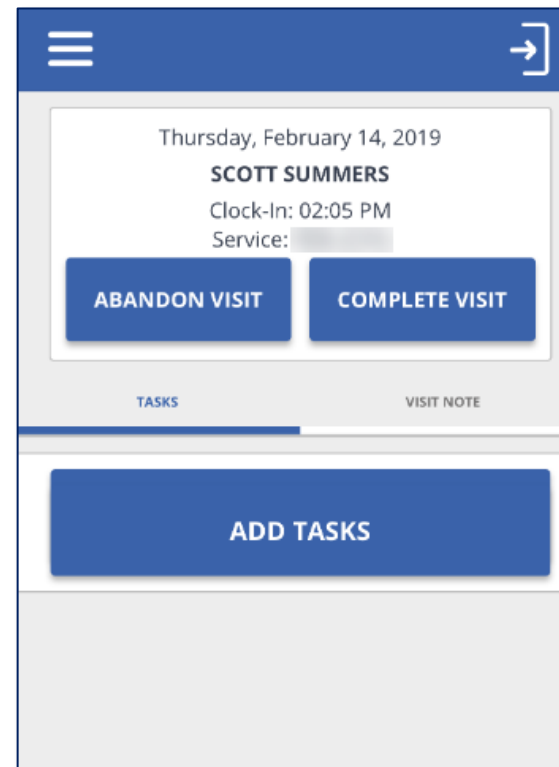 Thursday, February 14, 2019
SCOTT SUMMERS
Clock-In: 02:05 PM
Service:
ABANDON VISIT
COMPLETE VISIT
TASKS
VISIT NOTE
ADD TASKS